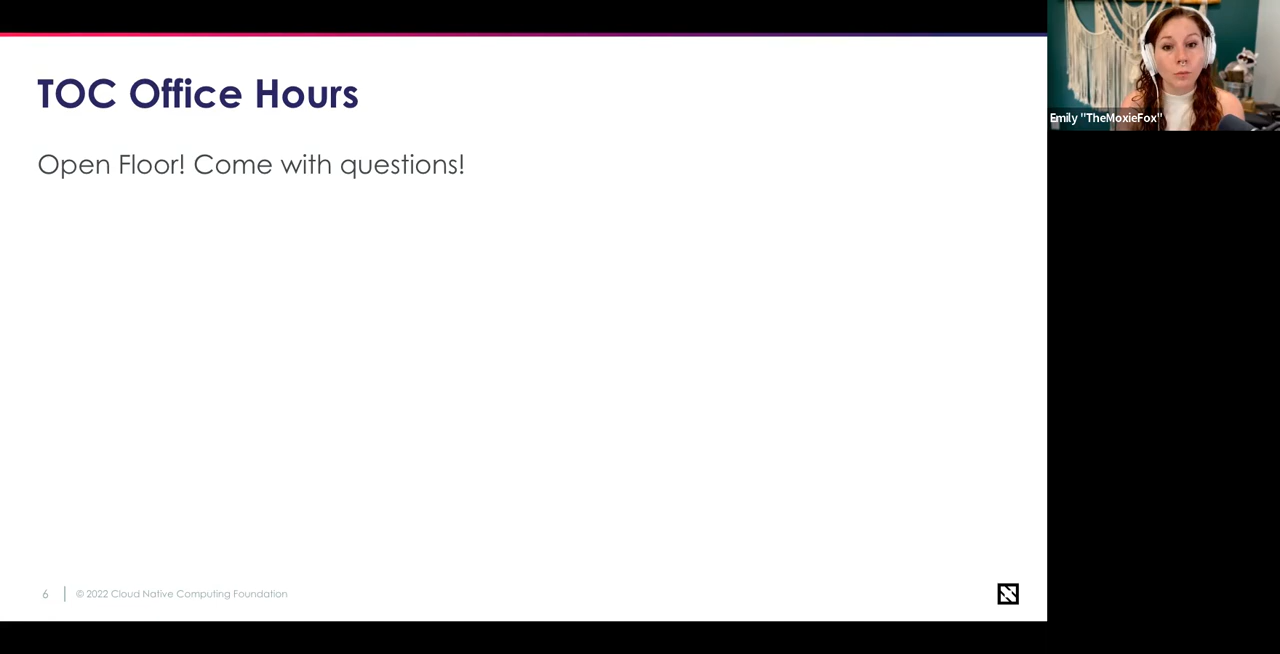 TOC Office Hours
Open Floor! Come with questions!
Emily "TheMoxieFox"
6
© 2022 Cloud Native Computing Foundation